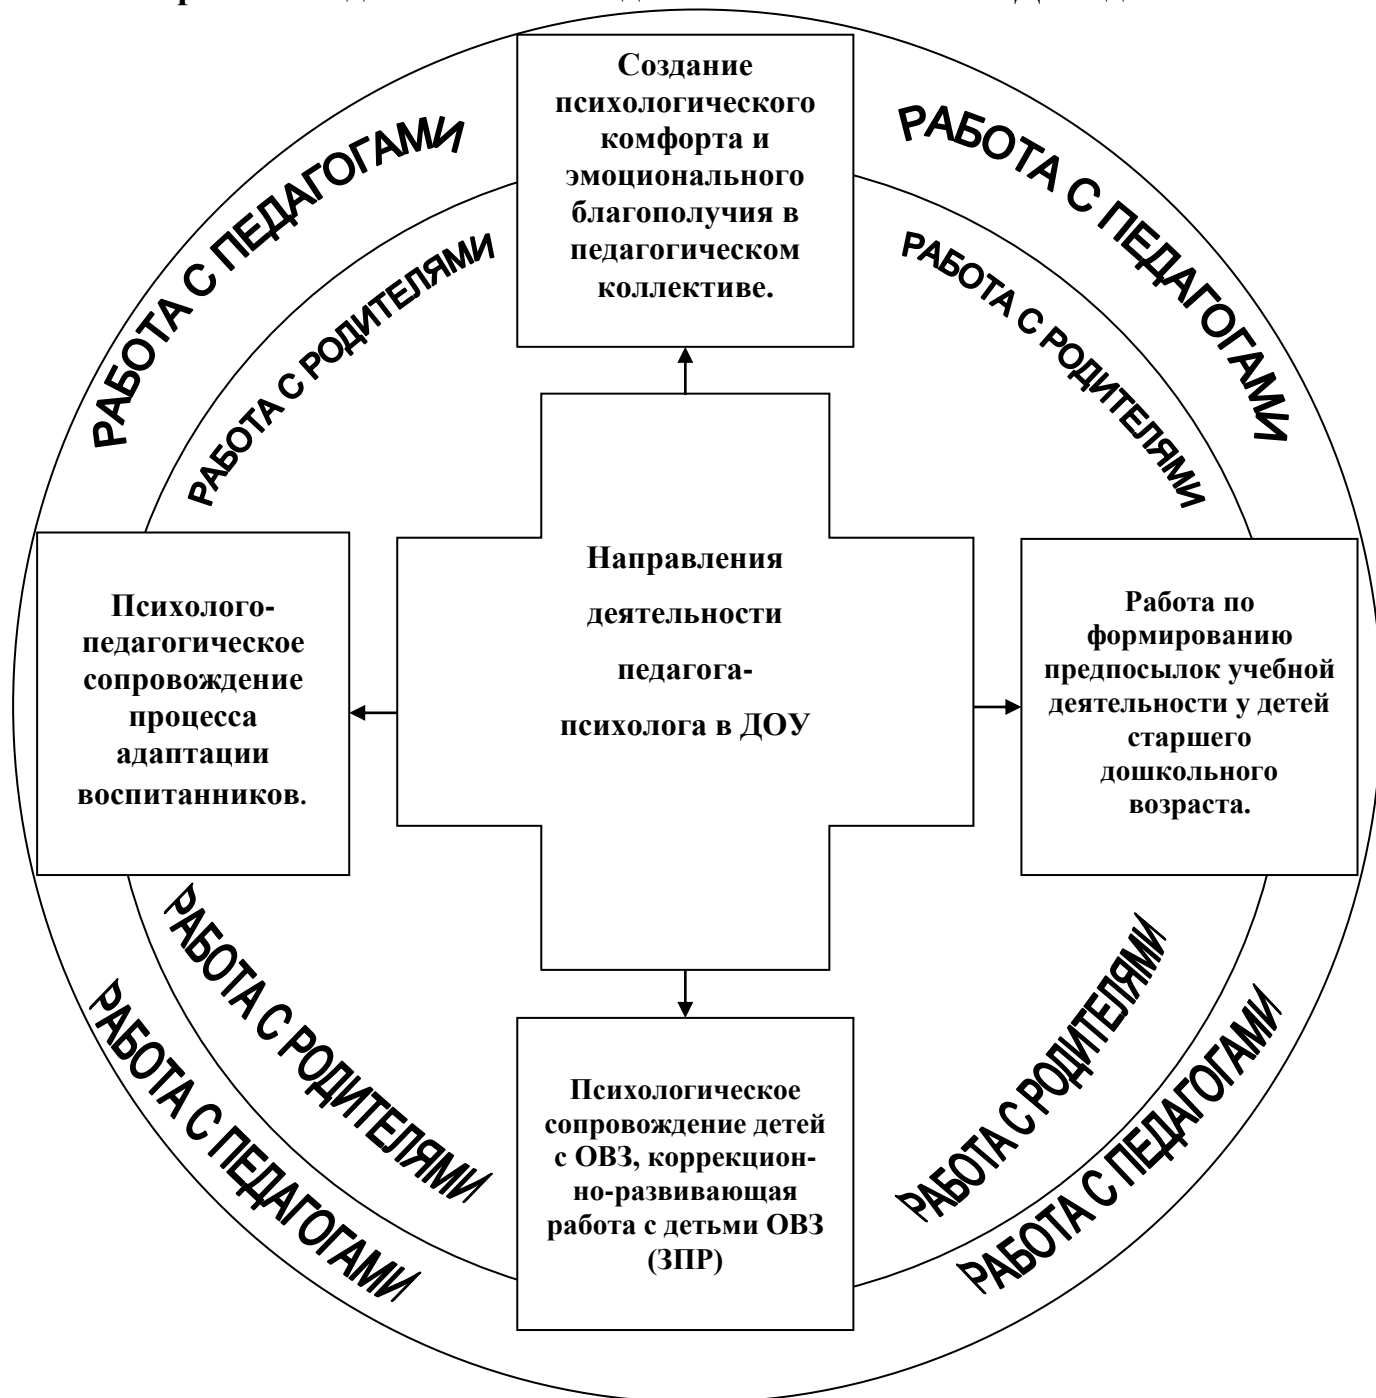 Создание
психологического
комфорта и
эмоционального
благополучия в
педагогическом
коллективе.
РАБОТА С ПЕДАГОГАМИ
РАБОТА С ПЕДАГОГАМИ
РАБОТА С РОДИТЕЛЯМИ
РАБОТА С РОДИТЕЛЯМИ
Психолого-
педагогическое
сопровождение
процесса
адаптации
воспитанников.
Направления
деятельности
педагога-
психолога в ДОУ
Работа по
формированию
предпосылок учебной
деятельности у детей
старшего
дошкольного
возраста.
РАБОТА С РОДИТЕЛЯМИ
РАБОТА С РОДИТЕЛЯМИ
РАБОТА С ПЕДАГОГАМИ
РАБОТА С ПЕДАГОГАМИ
Психологическое
сопровождение детей
с ОВЗ, коррекцион-
но-развивающая
работа с детьми ОВЗ
(ЗПР)